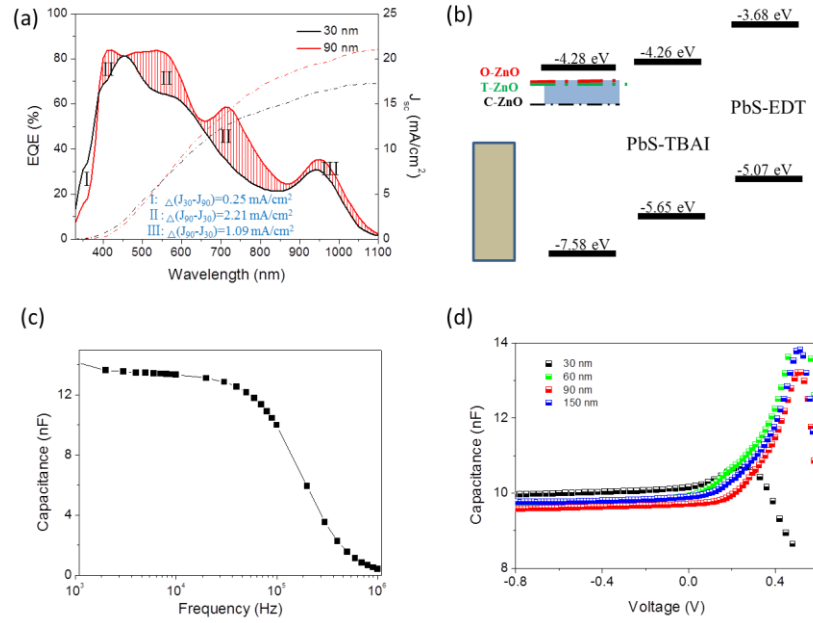 (a)
30 nm
90 nm
II
II
II
III
I
I: △(J30-J90)=0.25 mA/cm²
II : △(J90-J30)=2.21 mA/cm²
III: △(J90-J30)=1.09 mA/cm²
100
80
60
40
20
0
EQE (%)
25
20
15
10
5
0
Jsc (mA/cm²)
400 500 600 700 800 900 1000 1100
Wavelength (nm)
(b)
-3.68 eV
-4.28 eV
-4.26 eV
O-ZnO
T-ZnO
C-ZnO
PbS-EDT
PbS-TBAI
-5.07 eV
-5.65 eV
-7.58 eV
(c)
12
8
4
0
Capacitance (nF)
10³ 10⁴ 10⁵ 10⁶
Frequency (Hz)
(d)
30 nm
60 nm
90 nm
150 nm
14
12
10
8
Capacitance (nF)
-0.8 -0.4 0.0 0.4
Voltage (V)